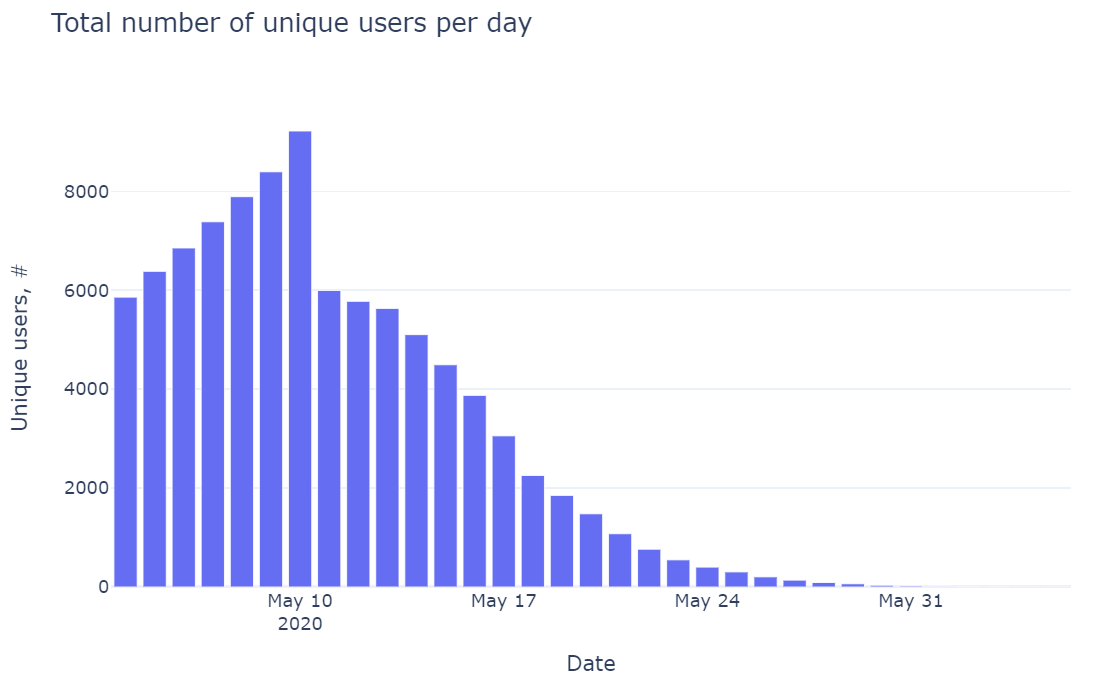 Total number of unique users per day
Unique users, #
8000
6000
4000
2000
0
May 10
2020
May 17
May 24
May 31
Date